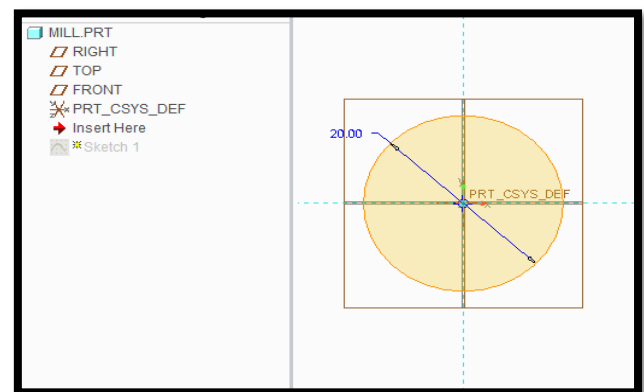 MILL.PRT
RIGHT
TOP
FRONT
PRT_CSYS_DEF
Insert Here
Sketch 1
20.00
PRT_CSYS_DEF
Y
X